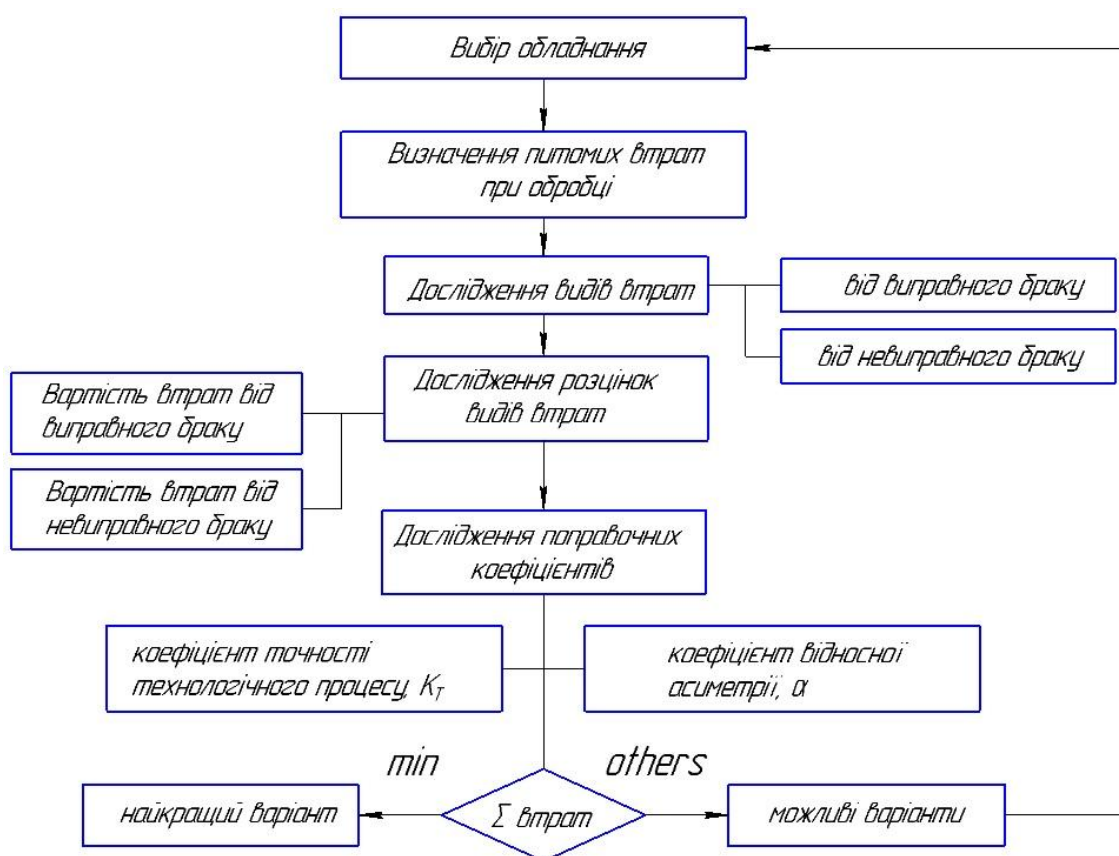 Вибір обладнання
Визначення питомих втрат
при обробці
Дослідження видів втрат
від виправного браку
від невиправного браку
Дослідження розцінок
видів втрат
Вартість втрат від
виправного браку
Вартість втрат від
невиправного браку
Дослідження поправочних
коефіцієнтів
коефіцієнт точності
технологічного процесу, Kт
коефіцієнт відносної
асиметрії, α
min
others
найкращий варіант
Σ втрат
можливі варіанти